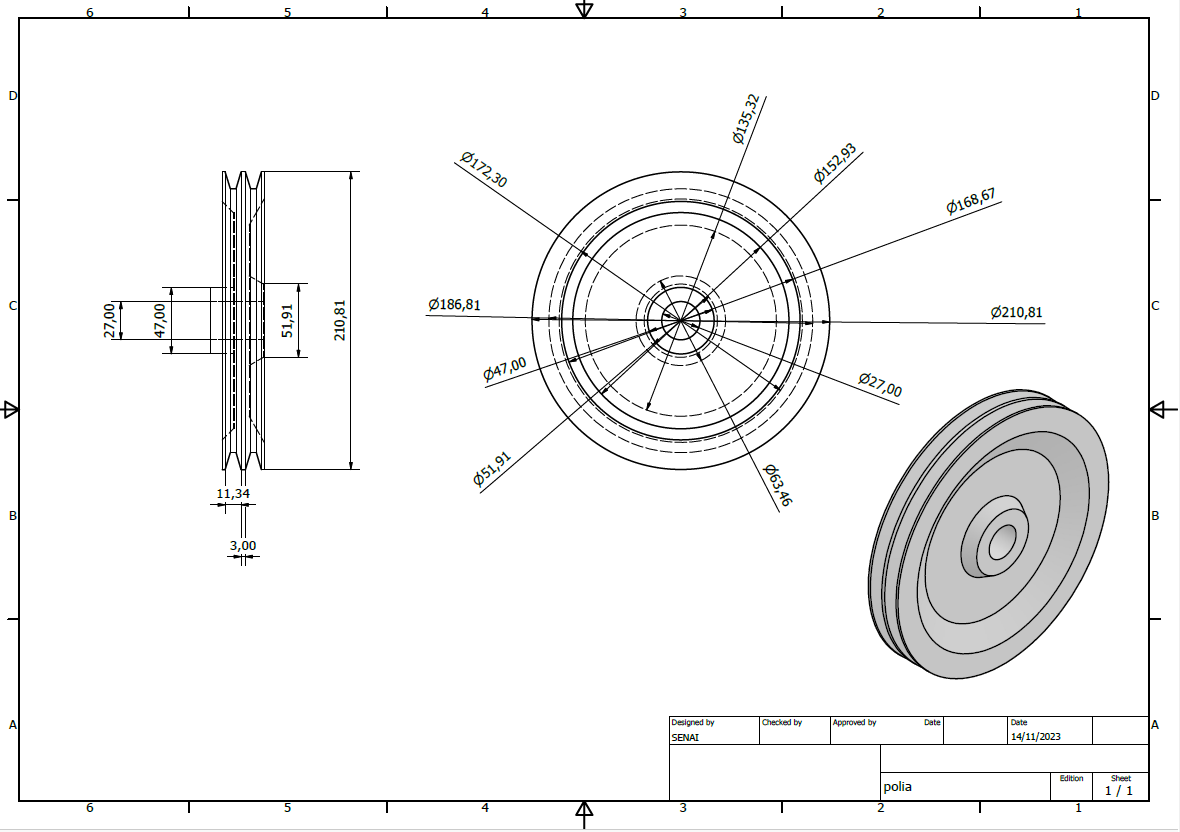 6 5 4 3 2 1
D D
C C
B B
A A
Ø135,32
Ø152,93
Ø172,30
Ø168,67
Ø186,81
Ø210,81
Ø47,00
Ø27,00
Ø51,91
Ø63,46
27,00
47,00
51,91
210,81
11,34
3,00
Designed by Checked by Approved by Date Date
SENAI 14/11/2023
Edition Sheet
polia 1 / 1
6 5 4 3 2 1